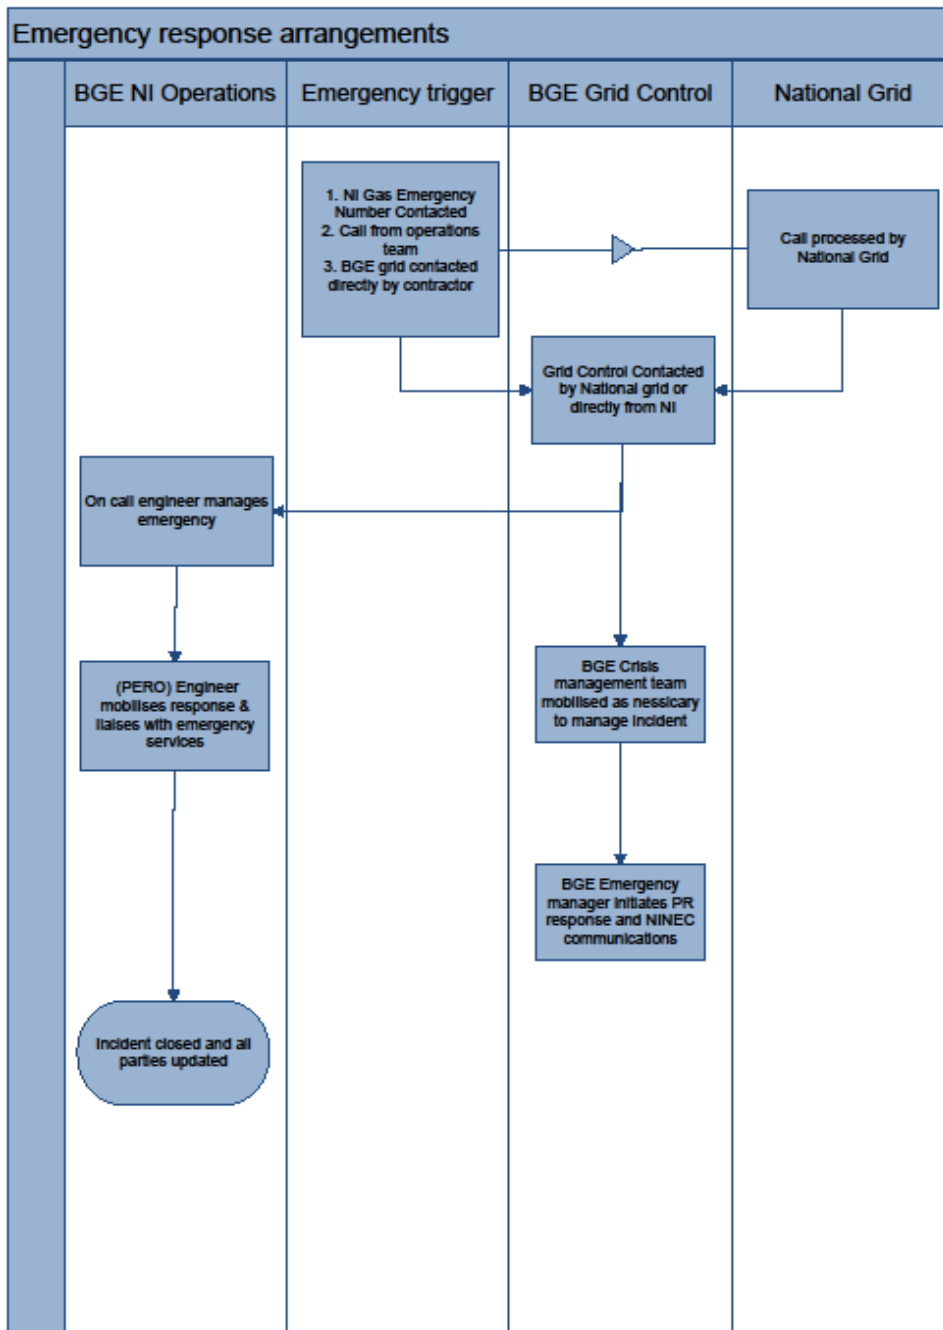 Emergency response arrangements
BGE NI Operations
Emergency trigger
BGE Grid Control
National Grid
1. NI Gas Emergency
Number Contacted
2. Call from operations
team
3. BGE grid contacted
directly by contractor
Call processed by
National Grid
Grid Control Contacted
by National grid or
directly from NI
On call engineer manages
emergency
(PERO) Engineer
mobilises response &
liaises with emergency
services
BGE Crisis
management team
mobilised as nessicary
to manage incident
BGE Emergency
manager initiates PR
response and NINEC
communications
Incident closed and all
parties updated